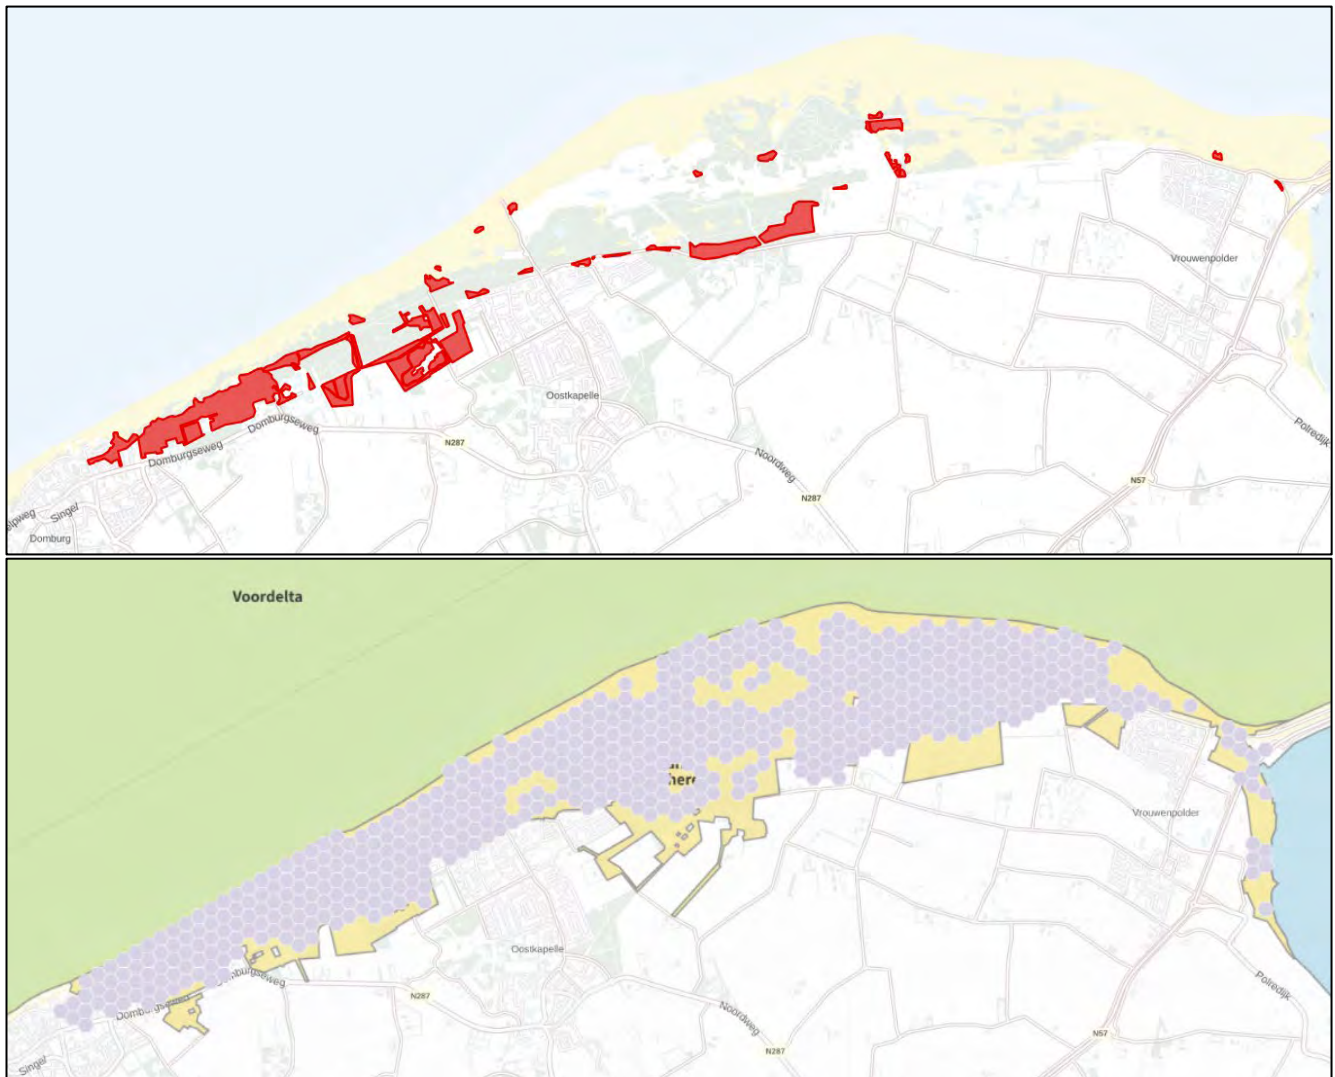 Vrouwenpolder
Oostkapelle
Domburgseweg
Domburgseweg
N287
Noordweg
N287
N57
Polredijk
Singel
Domburg
Voordelta
Vrouwenpolder
Oostkapelle
N287
Noordweg
N287
N57
Polredijk
Singel